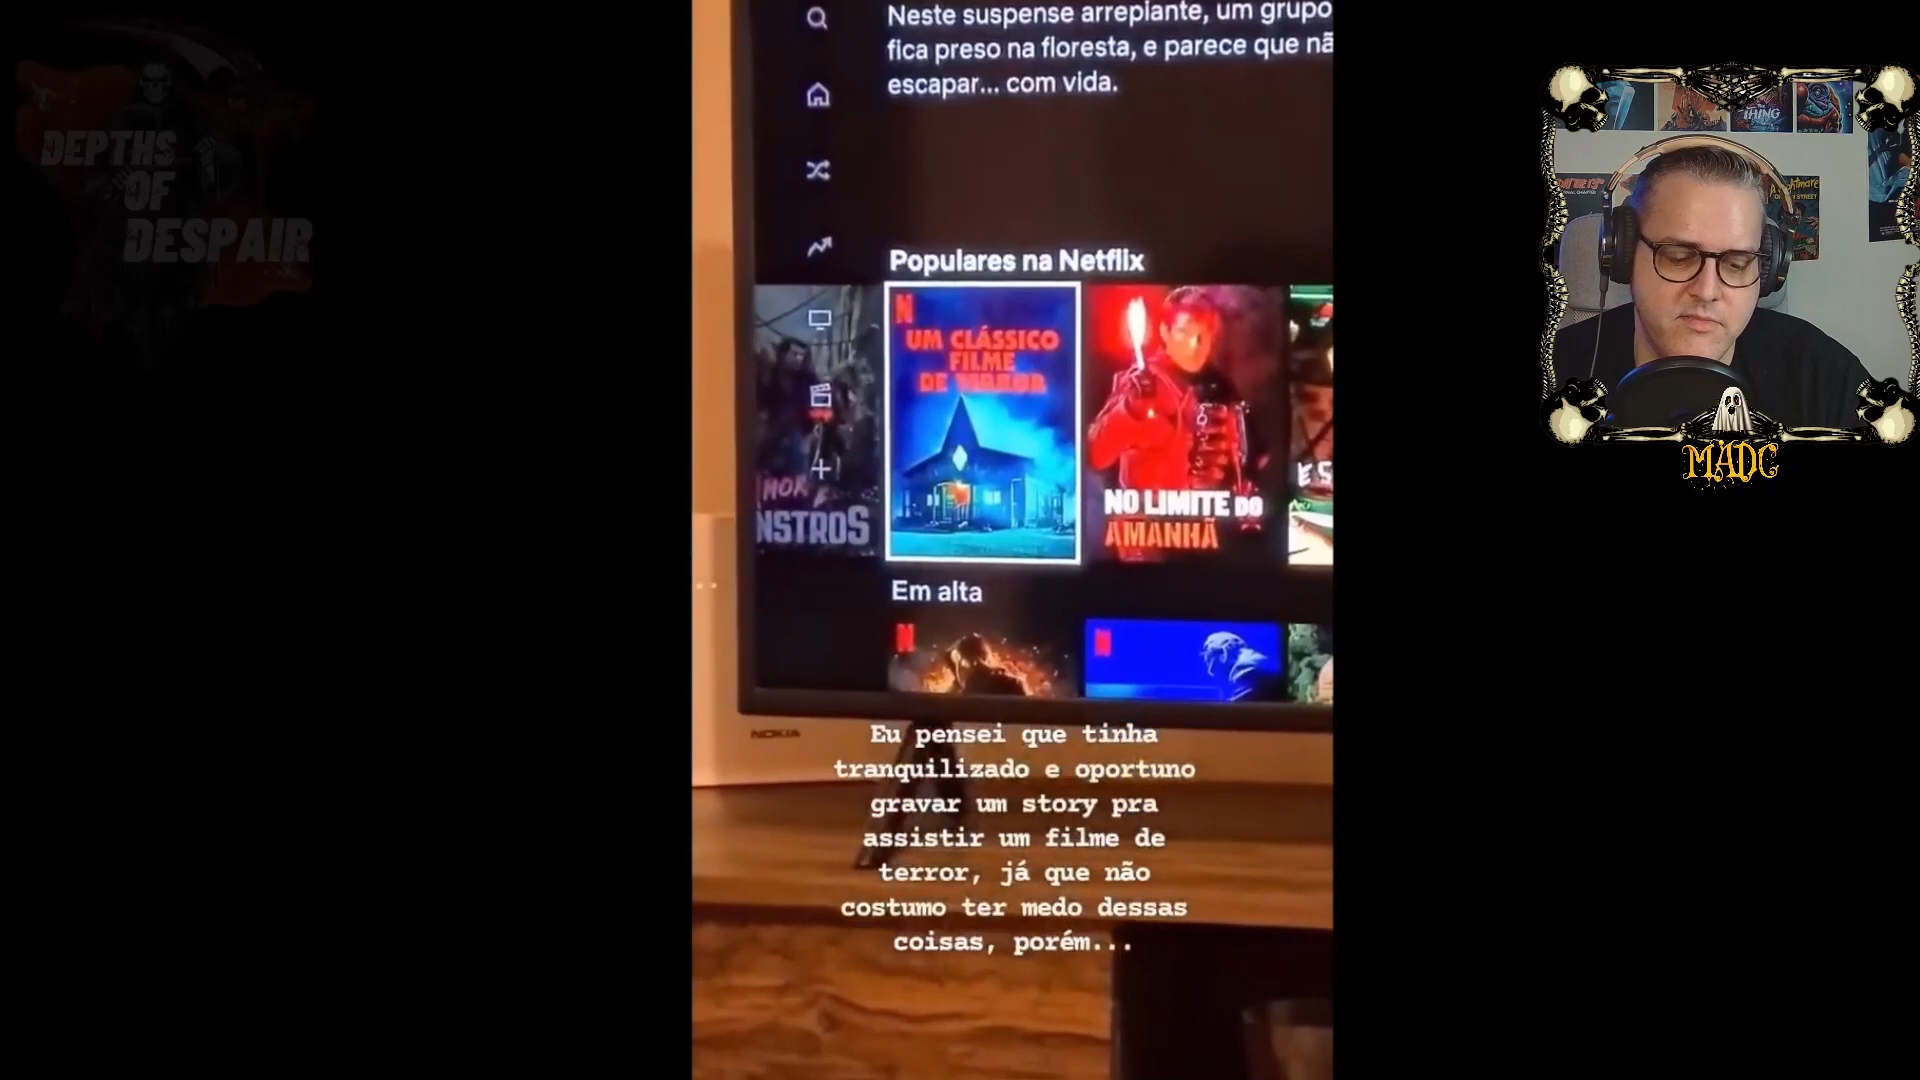 DEPTHS
OF
DESPAIR
Neste suspense arrepiante, um grupo
fica preso na floresta, e parece que nã
escapar... com vida.
Populares na Netflix
N
UM CLÁSSICO
FILME
DE TERROR
NSTROS
NO LIMITE DO
AMANHÃ
ES
Em alta
N
N
NOKIA
Eu pensei que tinha
tranquilizado e oportuno
gravar um story pra
assistir um filme de
terror, já que não
costumo ter medo dessas
coisas, porém...
THING
MADC